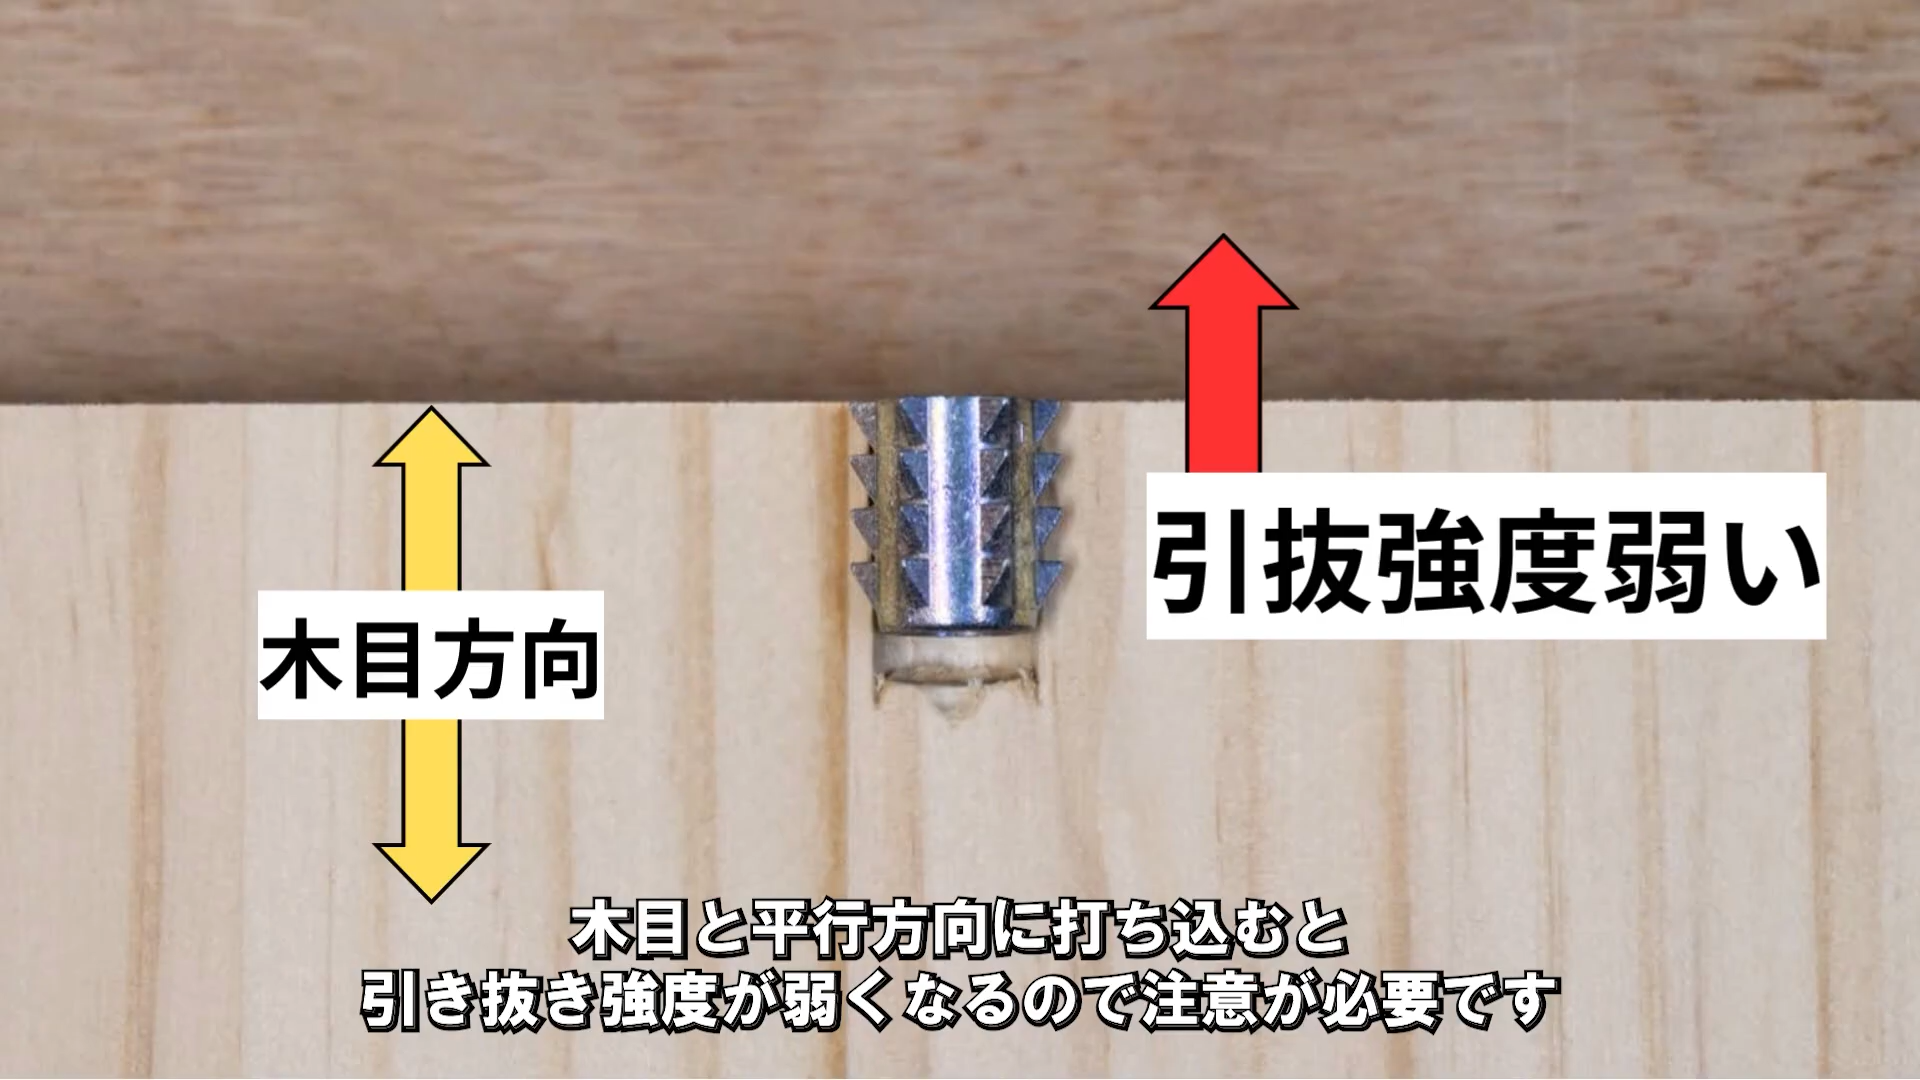 引抜強度弱い
木目方向
木目と平行方向に打ち込むと
引き抜き強度が弱くなるので注意が必要です